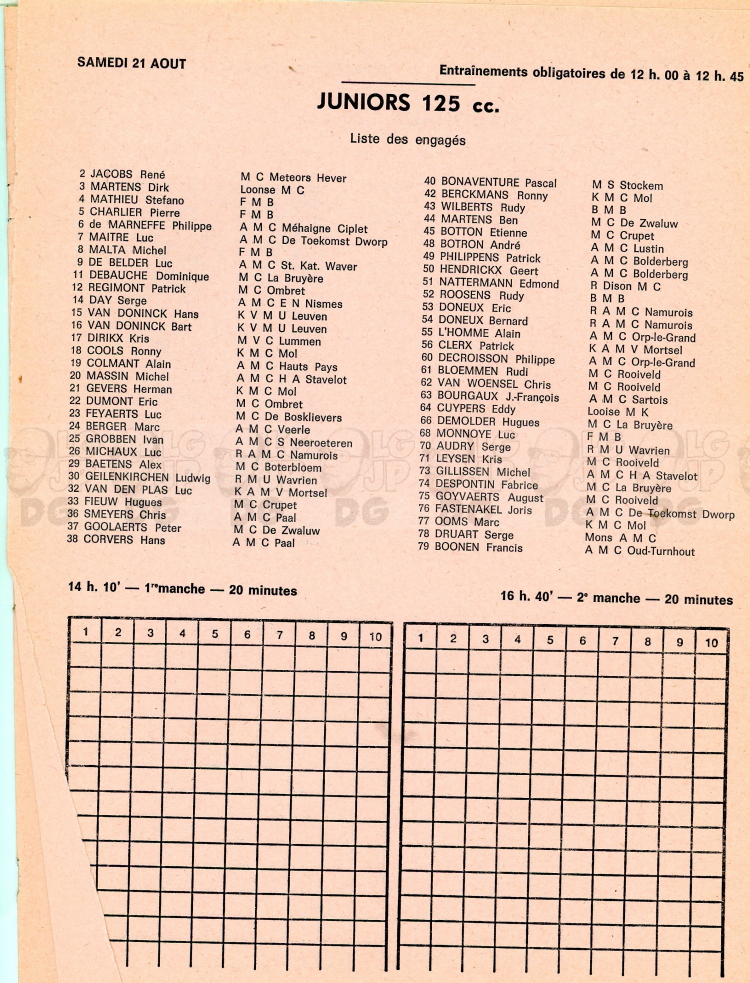 SAMEDI 21 AOUT
Entraînements obligatoires de 12 h. 00 à 12 h. 45
JUNIORS 125 cc.
Liste des engagés
2 JACOBS René M C Meteors Hever
3 MARTENS Dirk Loonse M C
4 MATHIEU Stefano F M B
5 CHARLIER Pierre F M B
6 de MARNEFFE Philippe A M C Méhaigne Ciplet
7 MAITRE Luc A M C De Toekomst Dworp
8 MALTA Michel F M B
9 DE BELDER Luc A M C St. Kat. Waver
11 DEBAUCHE Dominique M C La Bruyère
12 REGIMONT Patrick M C Ombret
14 DAY Serge A M C E N Nismes
15 VAN DONINCK Hans K V M U Leuven
16 VAN DONINCK Bart K V M U Leuven
17 DIRIKX Kris M V C Lummen
18 COOLS Ronny K M C Mol
19 COLMANT Alain A M C Hauts Pays
20 MASSIN Michel A M C H A Stavelot
21 GEVERS Herman K M C Mol
22 DUMONT Eric M C Ombret
23 FEYAERTS Luc M C De Bosklievers
24 BERGER Marc A M C Veerle
25 GROBBEN Ivan A M C S Neeroeteren
26 MICHAUX Luc R A M C Namurois
29 BAETENS Alex M C Boterbloem
30 GEILENKIRCHEN Ludwig R M U Wavrien
32 VAN DEN PLAS Luc K A M V Mortsel
33 FIEUW Hugues M C Crupet
36 SMEYERS Chris A M C Paal
37 GOOLAERTS Peter M C De Zwaluw
38 CORVERS Hans A M C Paal
40 BONAVENTURE Pascal M S Stockem
42 BERCKMANS Ronny K M C Mol
43 WILBERTS Rudy B M B
44 MARTENS Ben M C De Zwaluw
45 BOTTON Etienne M C Crupet
48 BOTRON André A M C Lustin
49 PHILIPPENS Patrick A M C Bolderberg
50 HENDRICKX Geert A M C Bolderberg
51 NATTERMANN Edmond R Dison M C
52 ROOSENS Rudy B M B
53 DONEUX Eric R A M C Namurois
54 DONEUX Bernard R A M C Namurois
55 L'HOMME Alain A M C Orp-le-Grand
56 CLERX Patrick K A M V Mortsel
60 DECROISSON Philippe A M C Orp-le-Grand
61 BLOEMMEN Rudi M C Rooiveld
62 VAN WOENSEL Chris M C Rooiveld
63 BOURGAUX J.-François A M C Sartois
64 CUYPERS Eddy Looise M K
66 DEMOLDER Hugues M C La Bruyère
68 MONNOYE Luc F M B
70 AUDRY Serge R M U Wavrien
71 LEYSEN Kris M C Rooiveld
73 GILLISSEN Michel A M C H A Stavelot
74 DESPONTIN Fabrice M C La Bruyère
75 GOYVAERTS August M C Rooiveld
76 FASTENAKEL Joris A M C De Toekomst Dworp
77 OOMS Marc K M C Mol
78 DRUART Serge Mons A M C
79 BOONEN Francis A M C Oud-Turnhout
14 h. 10' — 1re manche — 20 minutes
16 h. 40' — 2e manche — 20 minutes
1 2 3 4 5 6 7 8 9 10
1 2 3 4 5 6 7 8 9 10